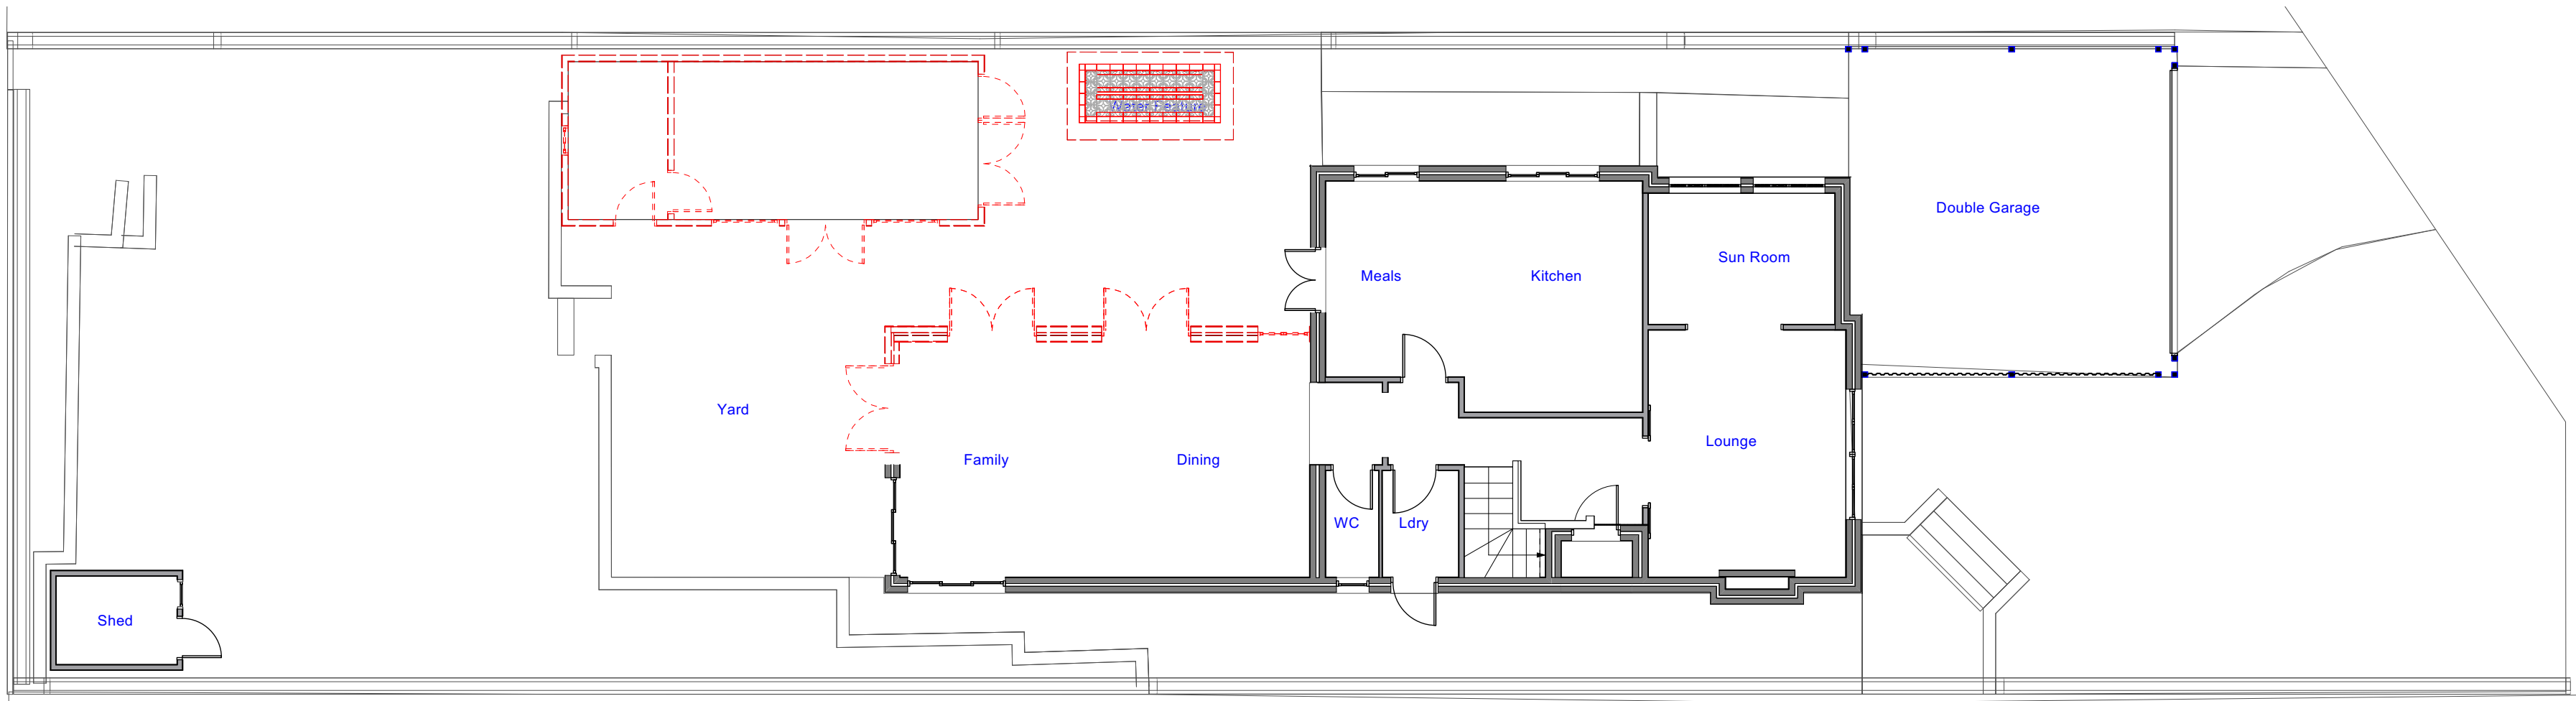 Water Feature
Double Garage
Sun Room
Meals
Kitchen
Yard
Lounge
Family
Dining
WC
Ldry
Shed